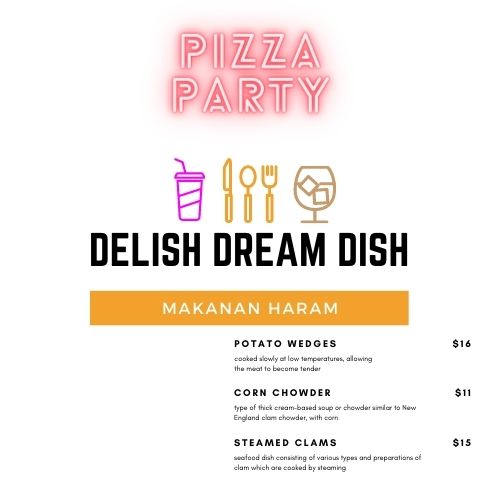 PIZZA
PARTY
DELISH DREAM DISH
MAKANAN HARAM
POTATO WEDGES $16
cooked slowly at low temperatures, allowing
the meat to become tender
CORN CHOWDER $11
type of thick cream-based soup or chowder similar to New
England clam chowder, with corn
STEAMED CLAMS $15
seafood dish consisting of various types and preparations of
clam which are cooked by steaming